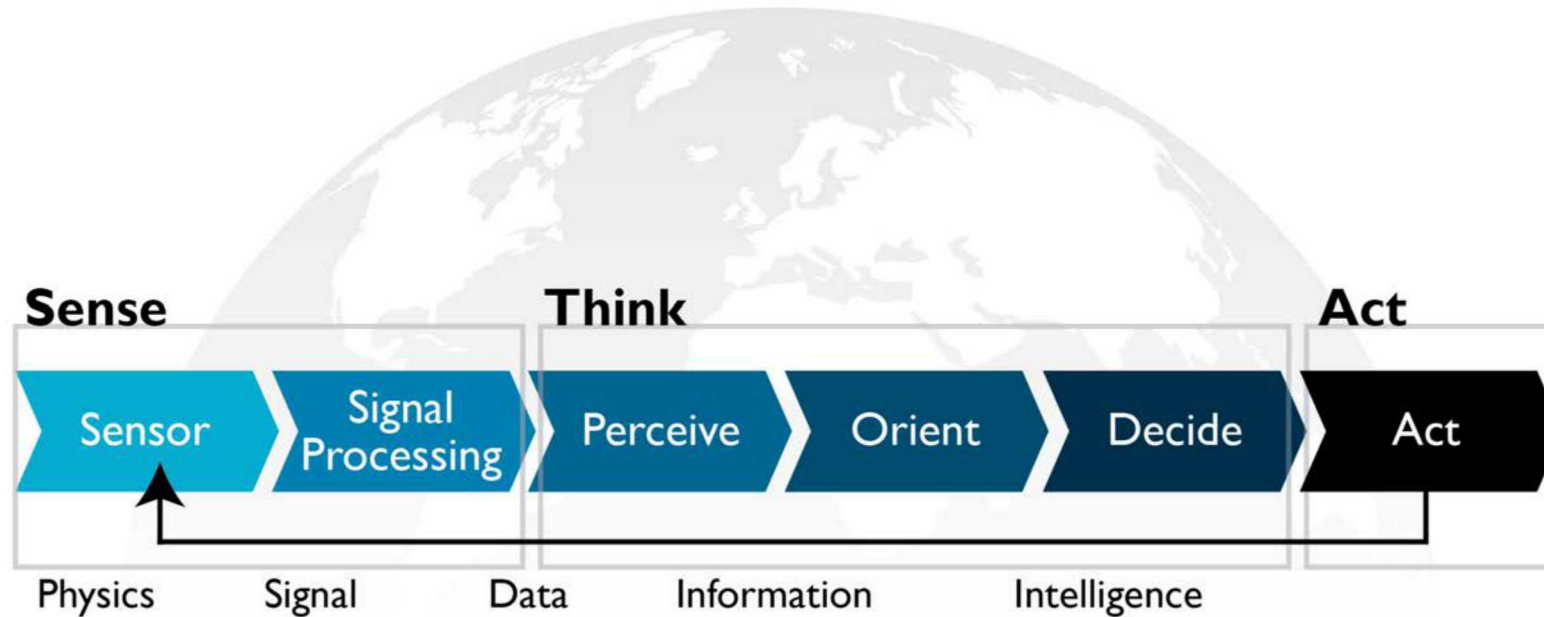 Sense
Think
Act
Sensor
Signal
Processing
Perceive
Orient
Decide
Act
Physics
Signal
Data
Information
Intelligence